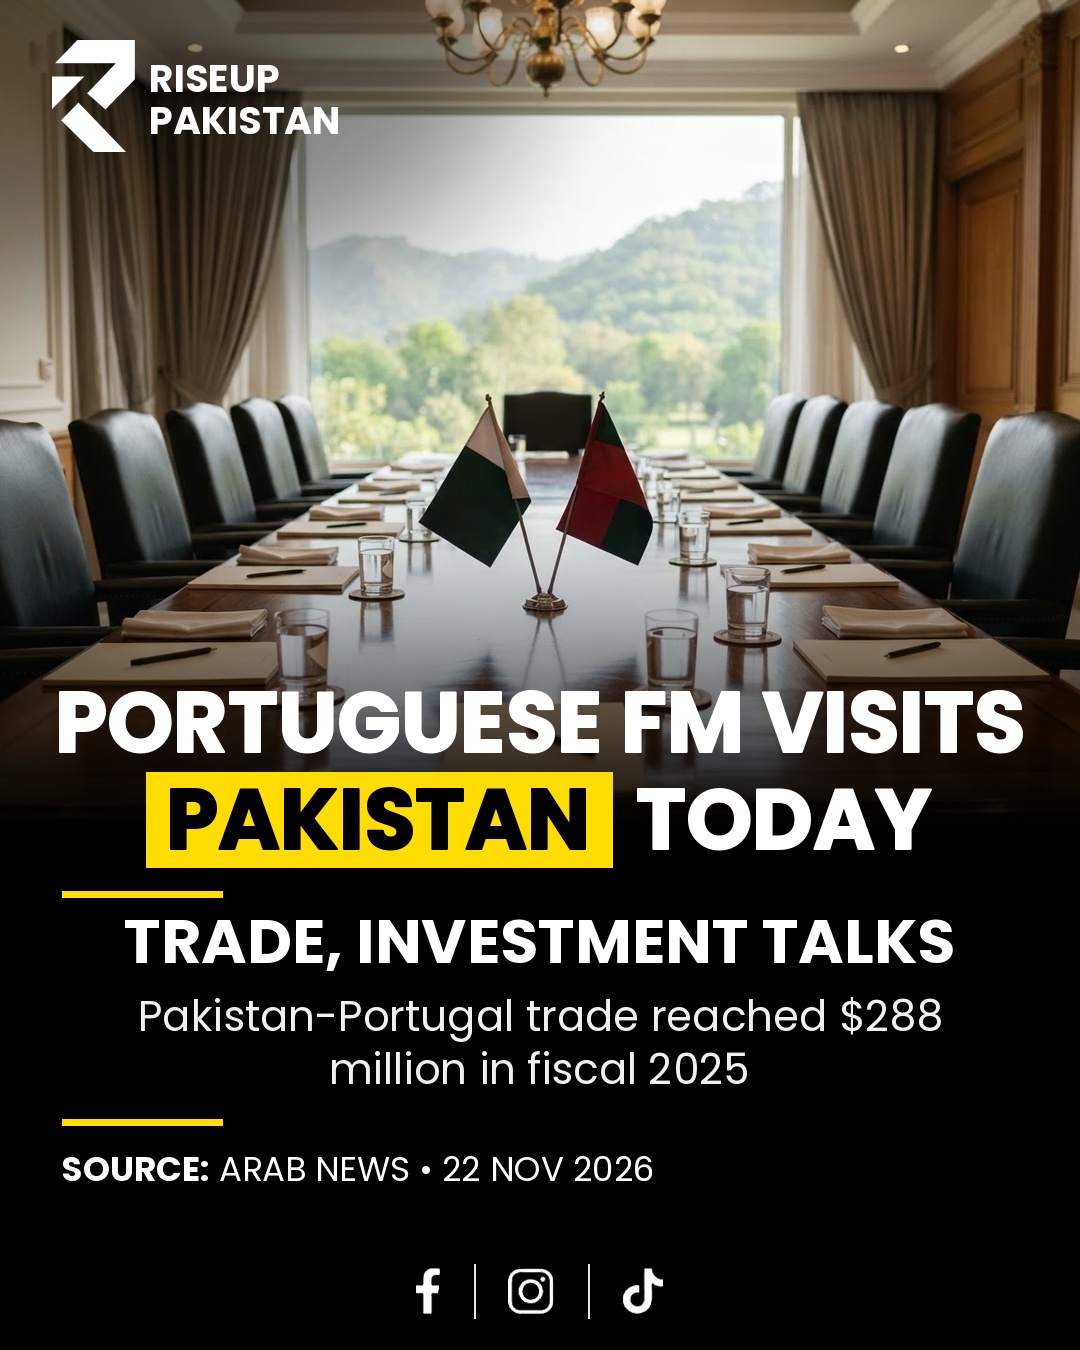 RISEUP
PAKISTAN
PORTUGUESE FM VISITS
PAKISTAN TODAY
TRADE, INVESTMENT TALKS
Pakistan-Portugal trade reached $288
million in fiscal 2025
SOURCE: ARAB NEWS • 22 NOV 2026